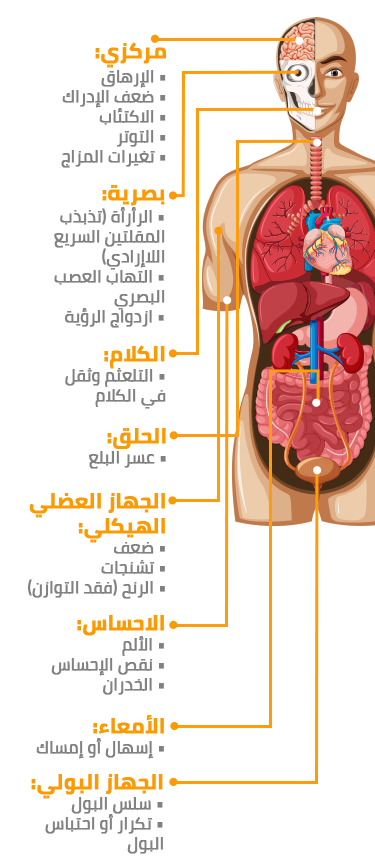 مركزي:
▪ الإرهاق
▪ ضعف الإدراك
▪ الاكتئاب
▪ التوتر
▪ تغيرات المزاج
بصرية:
▪ الرأرأة (تذبذب
المقلتين السريع
اللاإرادي)
▪ التهاب العصب
البصري
▪ ازدواج الرؤية
الكلام:
▪ التلعثم وثقل
في الكلام
الحلق:
▪ عسر البلع
الجهاز العضلي
الهيكلي:
▪ ضعف
▪ تشنجات
▪ الرنح (فقد التوازن)
الاحساس:
▪ الألم
▪ نقص الإحساس
▪ الخدران
الأمعاء:
▪ إسهال أو إمساك
الجهاز البولي:
▪ سلس البول
▪ تكرار أو احتباس
البول